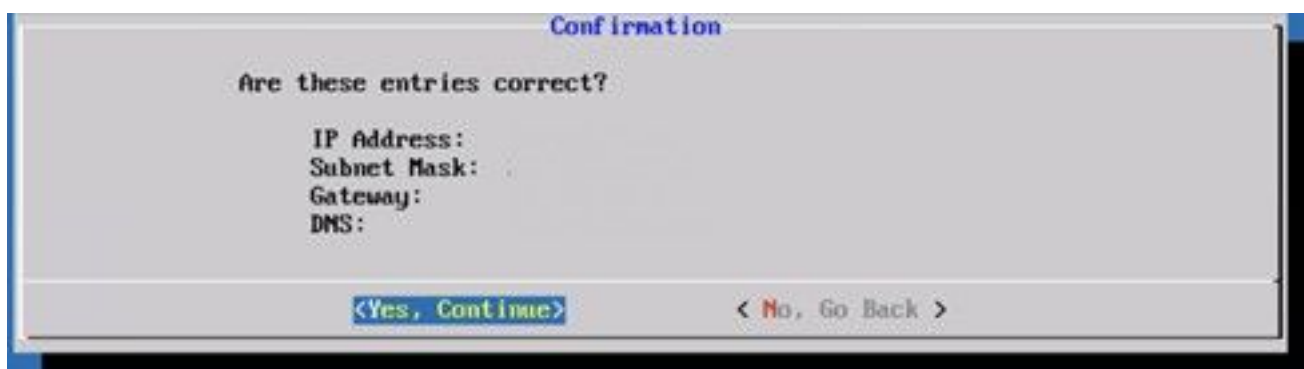 Confirmation
Are these entries correct?
IP Address:
Subnet Mask:
Gateway:
DNS:
<Yes, Continue> < No, Go Back >